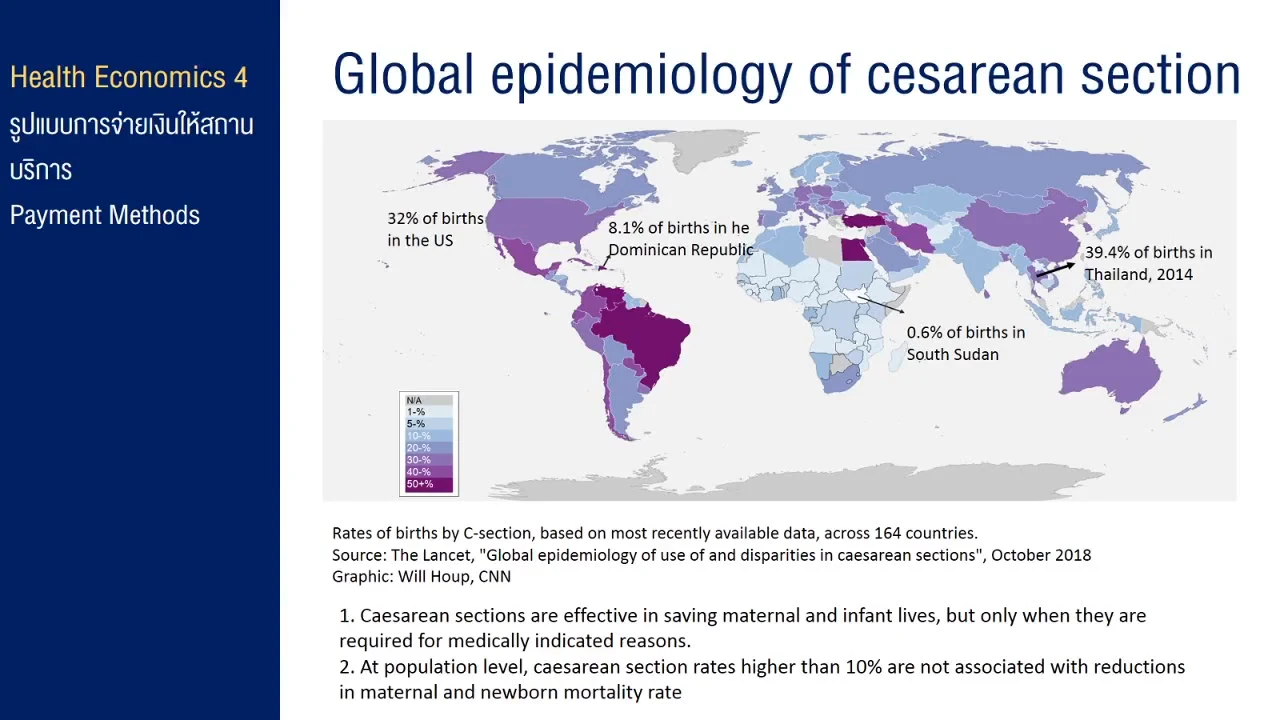 Health Economics 4
รูปแบบการจ่ายเงินให้สถาน
บริการ
Payment Methods
Global epidemiology of cesarean section
32% of births
in the US
8.1% of births in he
Dominican Republic
39.4% of births in
Thailand, 2014
0.6% of births in
South Sudan
N/A
1-%
5-%
10-%
20-%
30-%
40-%
50+%
Rates of births by C-section, based on most recently available data, across 164 countries.
Source: The Lancet, "Global epidemiology of use of and disparities in caesarean sections", October 2018
Graphic: Will Houp, CNN
1. Caesarean sections are effective in saving maternal and infant lives, but only when they are
required for medically indicated reasons.
2. At population level, caesarean section rates higher than 10% are not associated with reductions
in maternal and newborn mortality rate